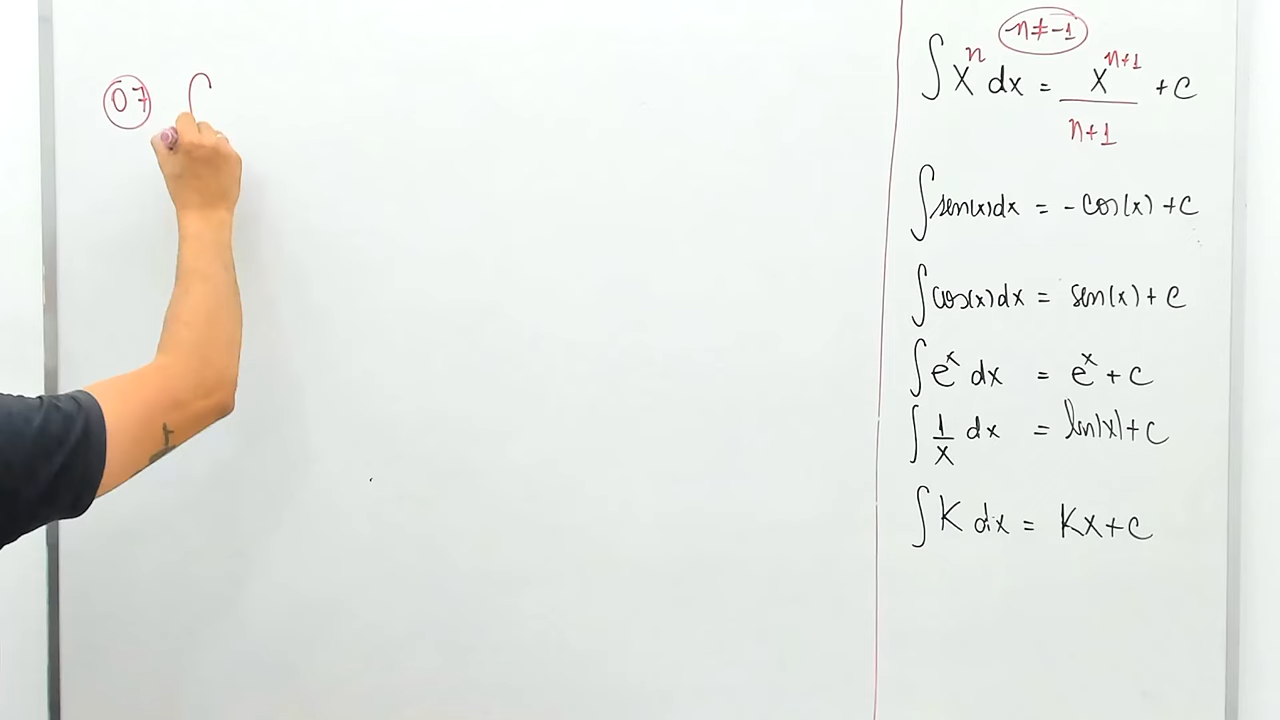 07 ∫
n≠-1
∫xⁿ dx = xⁿ⁺¹/n+1 + c
∫sen(x)dx = -cos(x) + c
∫cos(x)dx = sen(x) + c
∫eˣ dx = eˣ + c
∫1/x dx = ln|x| + c
∫K dx = Kx + c